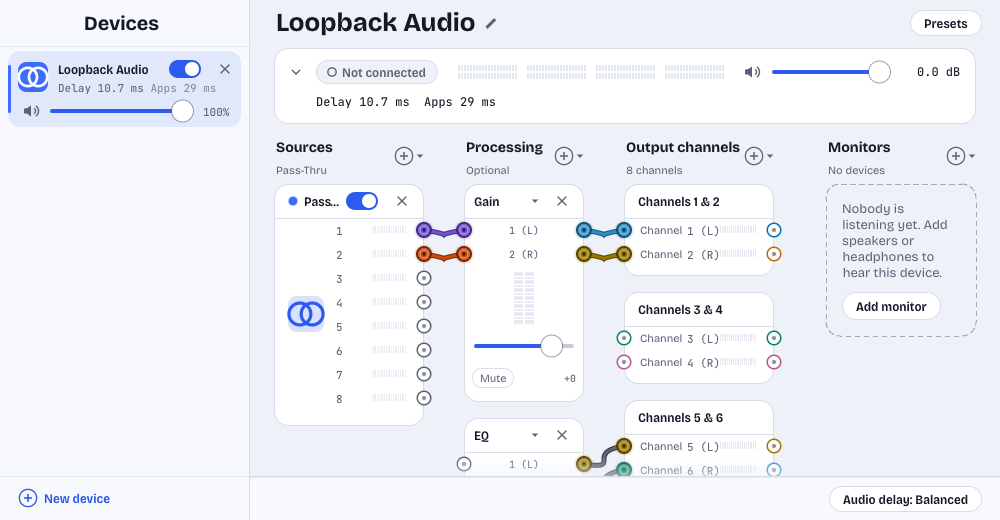 Devices
Loopback Audio
Delay 10.7 ms Apps 29 ms
100%
New device
Loopback Audio
Presets
Not connected
0.0 dB
Delay 10.7 ms Apps 29 ms
Sources
Pass-Thru
Processing
Optional
Output channels
8 channels
Monitors
No devices
Pass...
1
2
3
4
5
6
7
8
Gain
1 (L)
2 (R)
Mute
+0
EQ
1 (L)
Channels 1 & 2
Channel 1 (L)
Channel 2 (R)
Channels 3 & 4
Channel 3 (L)
Channel 4 (R)
Channels 5 & 6
Channel 5 (L)
Channel 6 (R)
Nobody is
listening yet. Add
speakers or
headphones to
hear this device.
Add monitor
Audio delay: Balanced